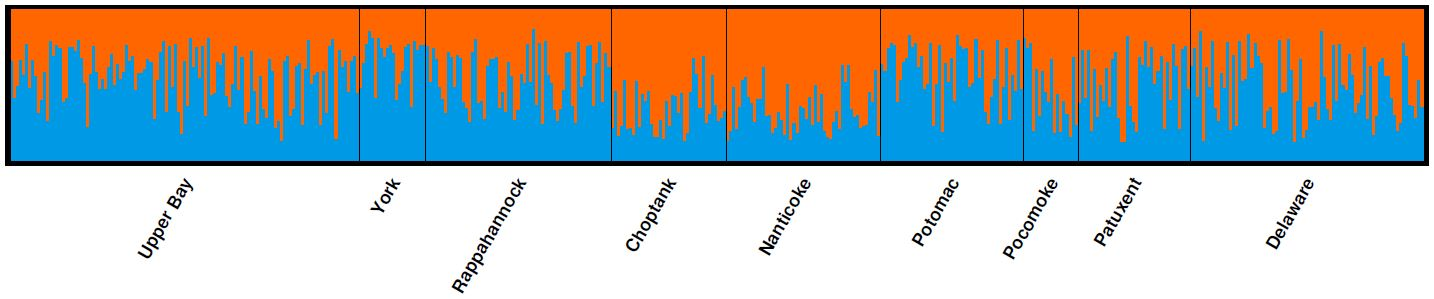 Upper Bay
York
Rappahannock
Choptank
Nanticoke
Potomac
Pocomoke
Patuxent
Delaware